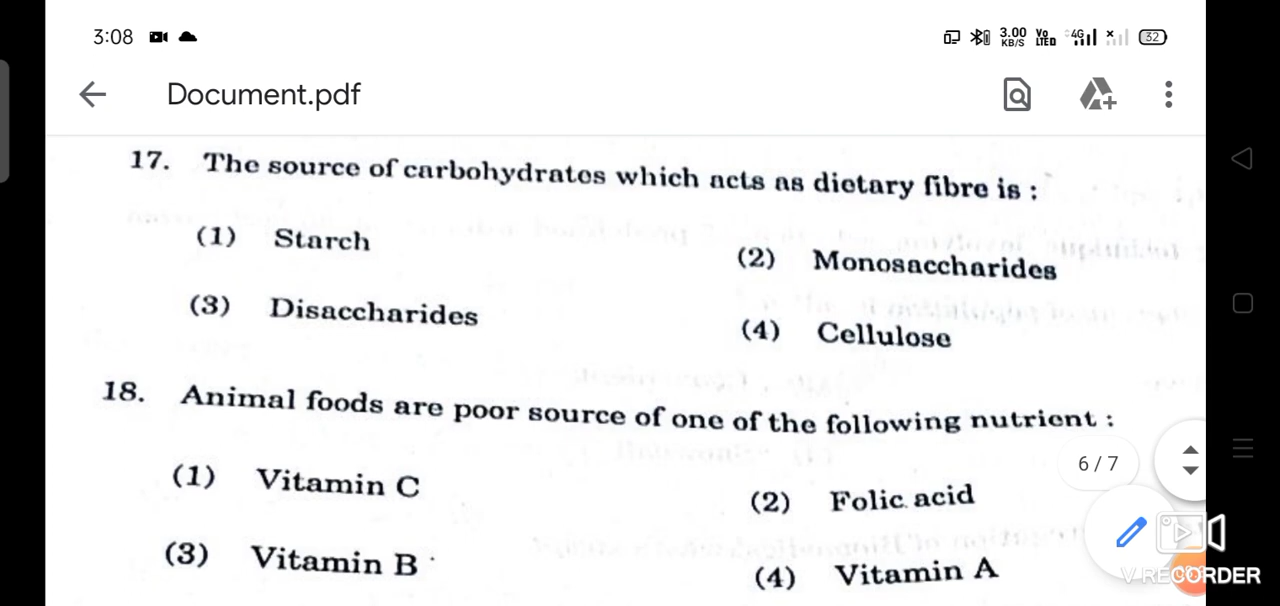 3:08 3.00 KB/S Vo LTED 4G 32
Document.pdf
17. The source of carbohydrates which acts as dietary fibre is :
(1) Starch
(2) Monosaccharides
(3) Disaccharides
(4) Cellulose
18. Animal foods are poor source of one of the following nutrient :
6 / 7
(1) Vitamin C
(2) Folic acid
(3) Vitamin B
(4) Vitamin A
V RECORDER